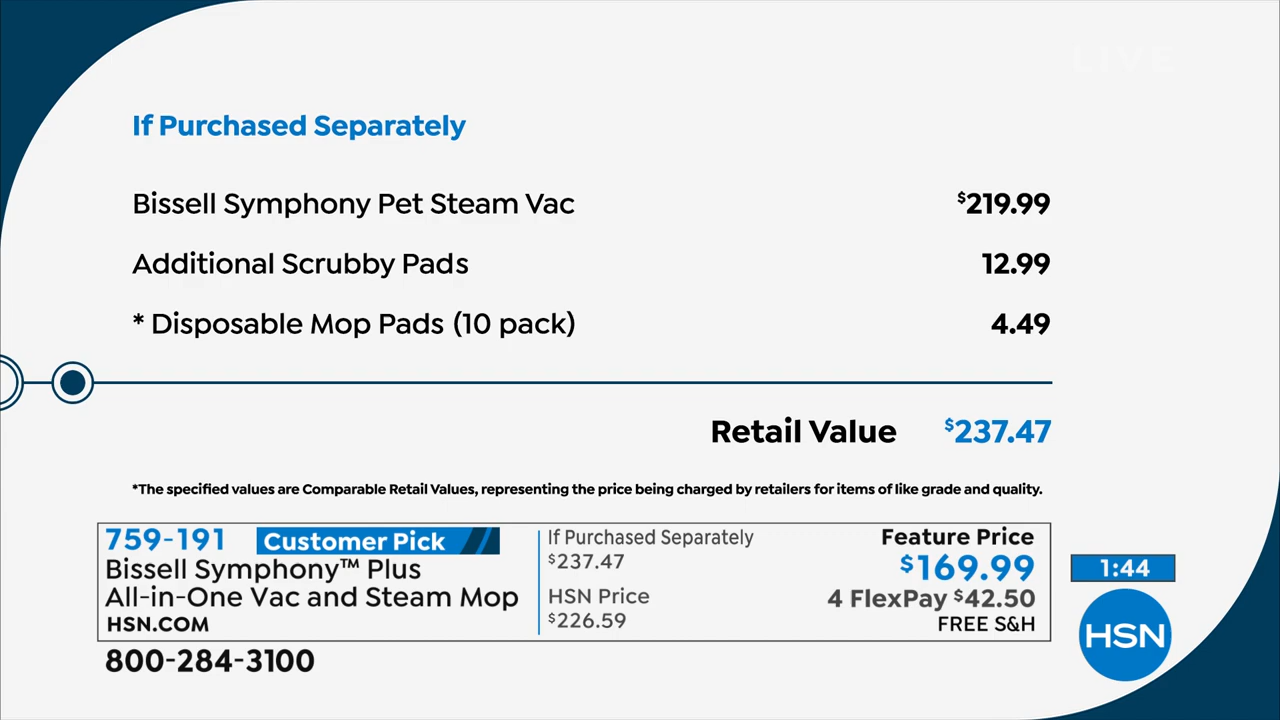 LIVE
If Purchased Separately
Bissell Symphony Pet Steam Vac $219.99
Additional Scrubby Pads 12.99
* Disposable Mop Pads (10 pack) 4.49
Retail Value $237.47
*The specified values are Comparable Retail Values, representing the price being charged by retailers for items of like grade and quality.
759-191 Customer Pick
Bissell Symphony™ Plus
All-in-One Vac and Steam Mop
HSN.COM
If Purchased Separately
$237.47
HSN Price
$226.59
Feature Price
$169.99
4 FlexPay $42.50
FREE S&H
1:44
HSN
800-284-3100